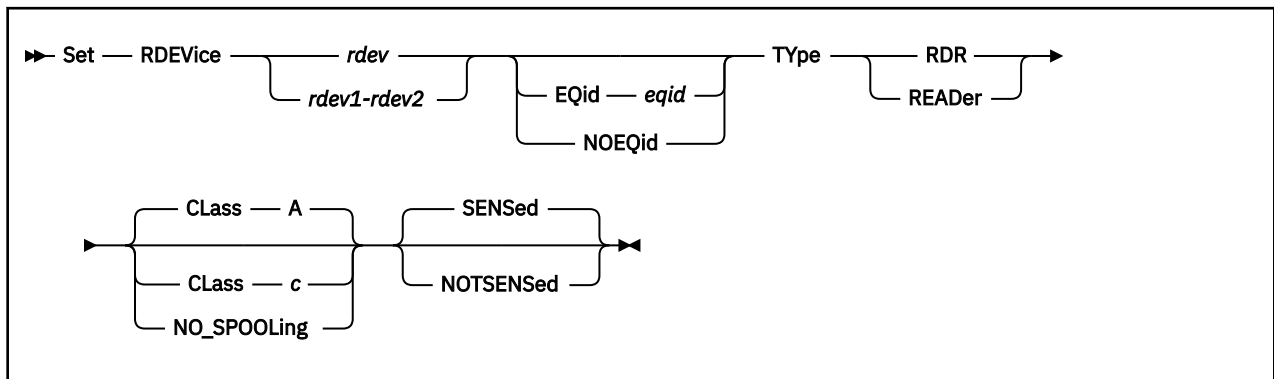 Set RDEVice rdev TYpe RDR
rdev1-rdev2 EQid eqid READer
NOEQid
CLass A SENSed
CLass c NOTSENSed
NO_SPOOLing